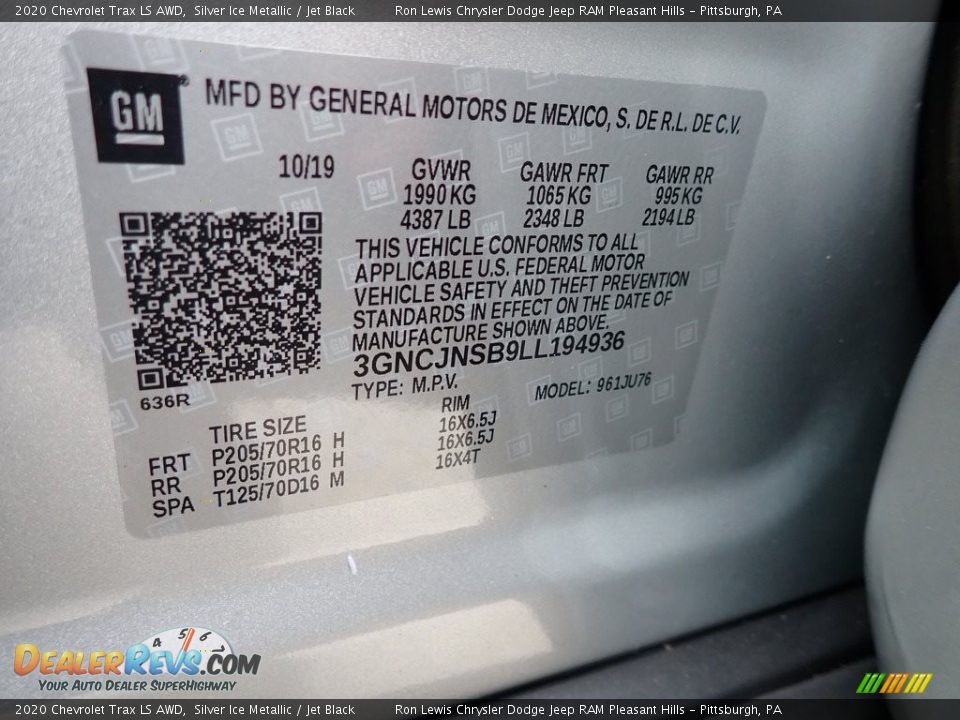 2020 Chevrolet Trax LS AWD, Silver Ice Metallic / Jet Black Ron Lewis Chrysler Dodge Jeep RAM Pleasant Hills - Pittsburgh, PA
GM MFD BY GENERAL MOTORS DE MEXICO, S. DE R.L. DE C.V.
10/19 GVWR GAWR FRT GAWR RR
1990 KG 1065 KG 995 KG
4387 LB 2348 LB 2194 LB
THIS VEHICLE CONFORMS TO ALL
APPLICABLE U.S. FEDERAL MOTOR
VEHICLE SAFETY AND THEFT PREVENTION
STANDARDS IN EFFECT ON THE DATE OF
MANUFACTURE SHOWN ABOVE.
3GNCJNSB9LL194936
636R TYPE: M.P.V. MODEL: 961JU76
TIRE SIZE RIM
FRT P205/70R16 H 16X6.5J
RR P205/70R16 H 16X6.5J
SPA T125/70D16 M 16X4T
4 5 6
DEALERREVS.COM
YOUR AUTO DEALER SUPERHIGHWAY
2020 Chevrolet Trax LS AWD, Silver Ice Metallic / Jet Black Ron Lewis Chrysler Dodge Jeep RAM Pleasant Hills - Pittsburgh, PA